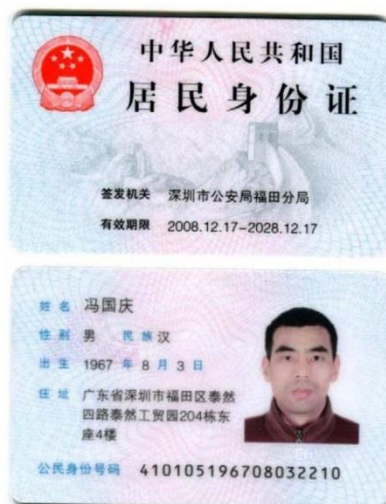 中华人民共和国
居民身份证
签发机关 深圳市公安局福田分局
有效期限 2008.12.17-2028.12.17
姓名 冯国庆
性别 男 民族 汉
出生 1967 年 8 月 3 日
住址 广东省深圳市福田区泰然
四路泰然工贸园204栋东
座4楼
公民身份号码 410105196708032210